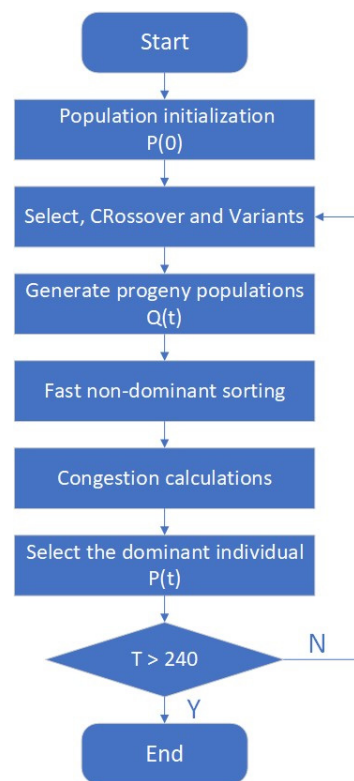 Start
Population initialization
P(0)
Select, CRossover and Variants
Generate progeny populations
Q(t)
Fast non-dominant sorting
Congestion calculations
Select the dominant individual
P(t)
T > 240
N
Y
End